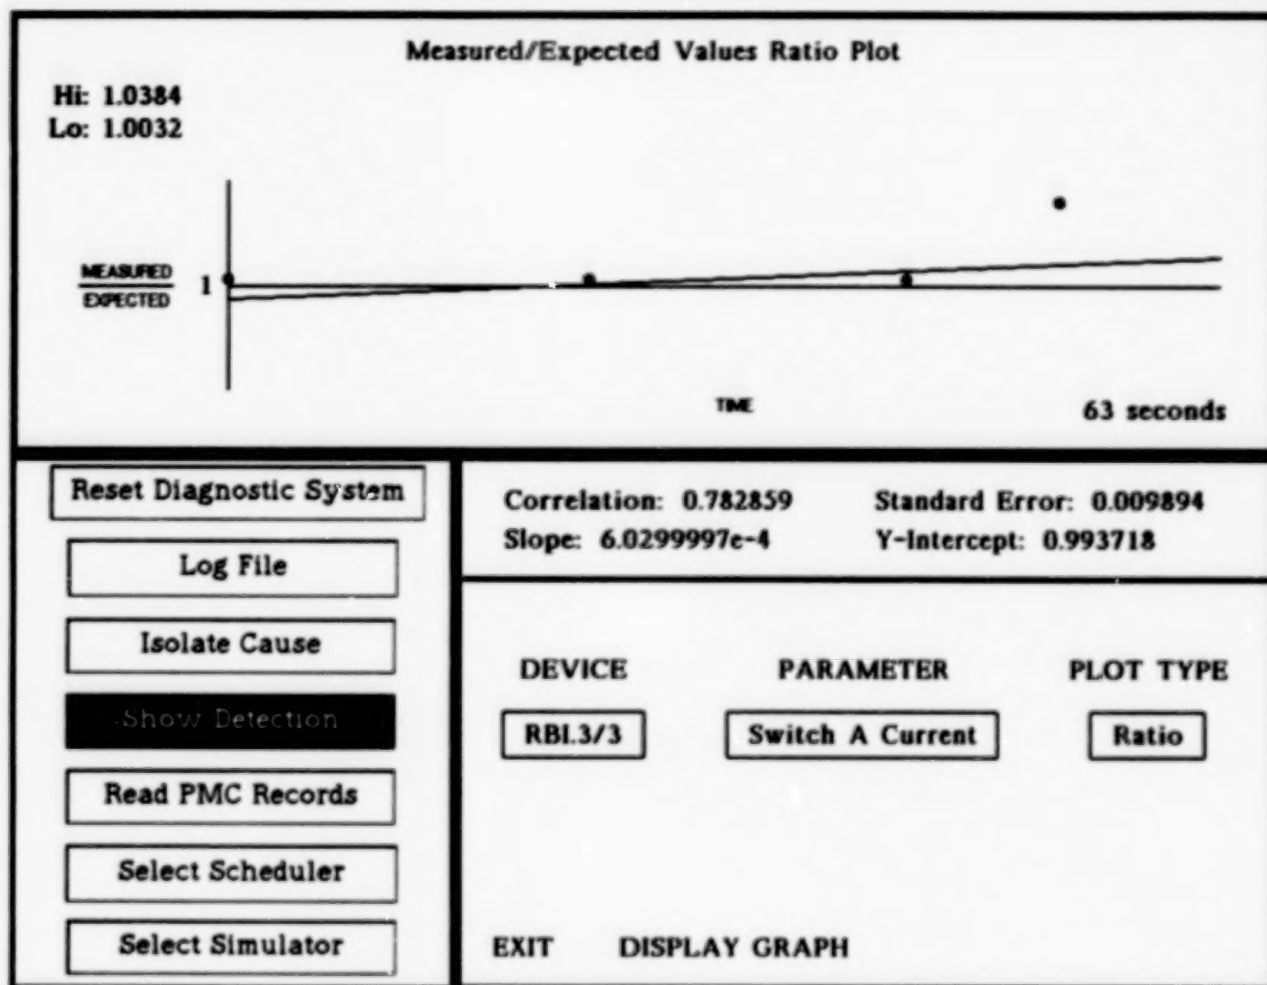 Measured/Expected Values Ratio Plot
Hi: 1.0384
Lo: 1.0032
MEASURED
EXPECTED
1
TIME
63 seconds
Reset Diagnostic System
Log File
Isolate Cause
Show Detection
Read PMC Records
Select Scheduler
Select Simulator
Correlation: 0.782859 Standard Error: 0.009894
Slope: 6.0299997e-4 Y-Intercept: 0.993718
DEVICE PARAMETER PLOT TYPE
RBI.3/3 Switch A Current Ratio
EXIT DISPLAY GRAPH